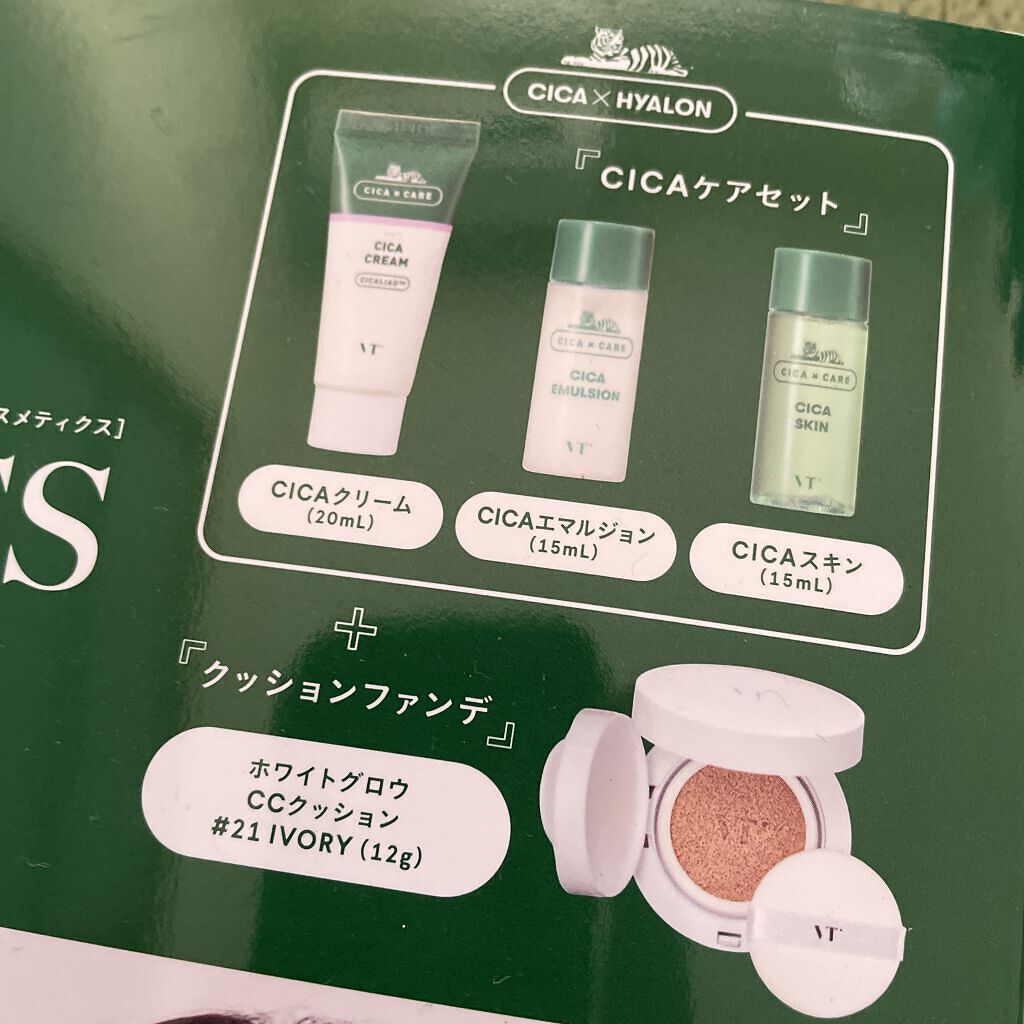 CICA×HYALON
『CICAケアセット』
CICA×CARE
CICA
CREAM
CICALIAD™
VT
CICA×CARE
CICA
EMULSION
VT
CICA×CARE
CICA
SKIN
VT
CICAクリーム
(20mL)
CICAエマルジョン
(15mL)
CICAスキン
(15mL)
スメティクス]
CS
+
『クッションファンデ』
ホワイトグロウ
CCクッション
#21 IVORY (12g)
VT